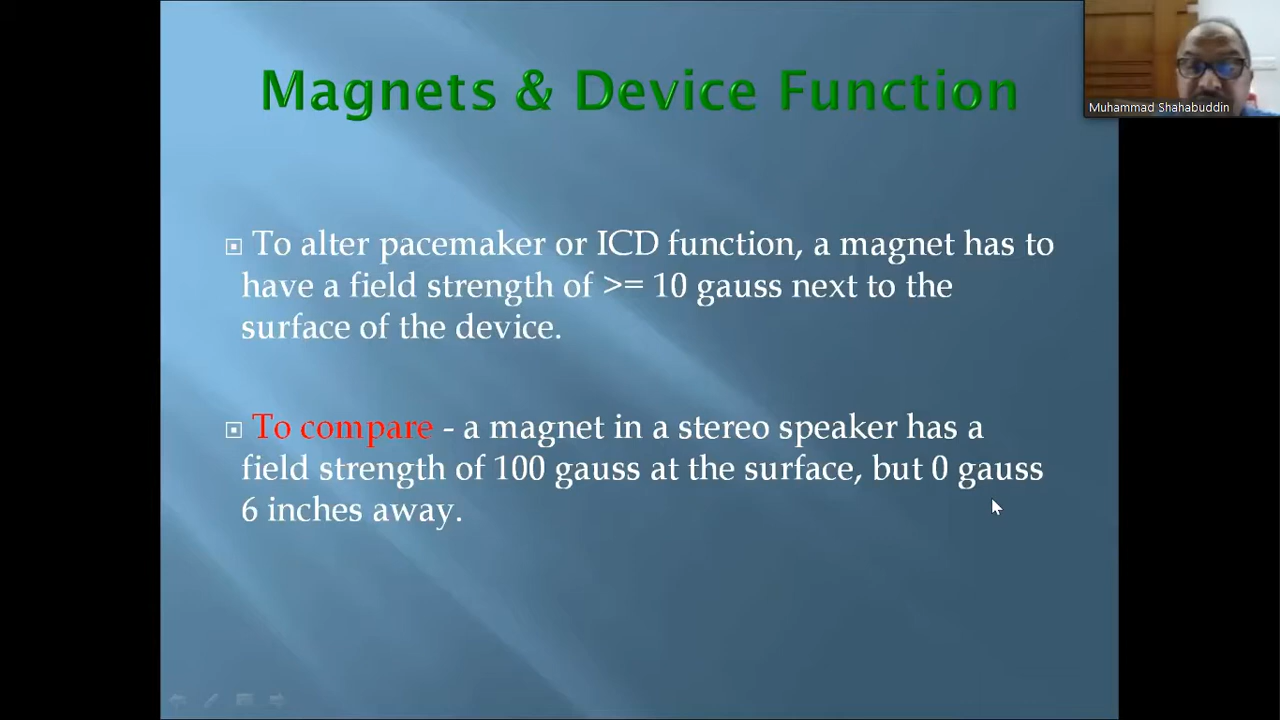 Magnets & Device Function
Muhammad Shahabuddin
To alter pacemaker or ICD function, a magnet has to
have a field strength of >= 10 gauss next to the
surface of the device.
To compare - a magnet in a stereo speaker has a
field strength of 100 gauss at the surface, but 0 gauss
6 inches away.